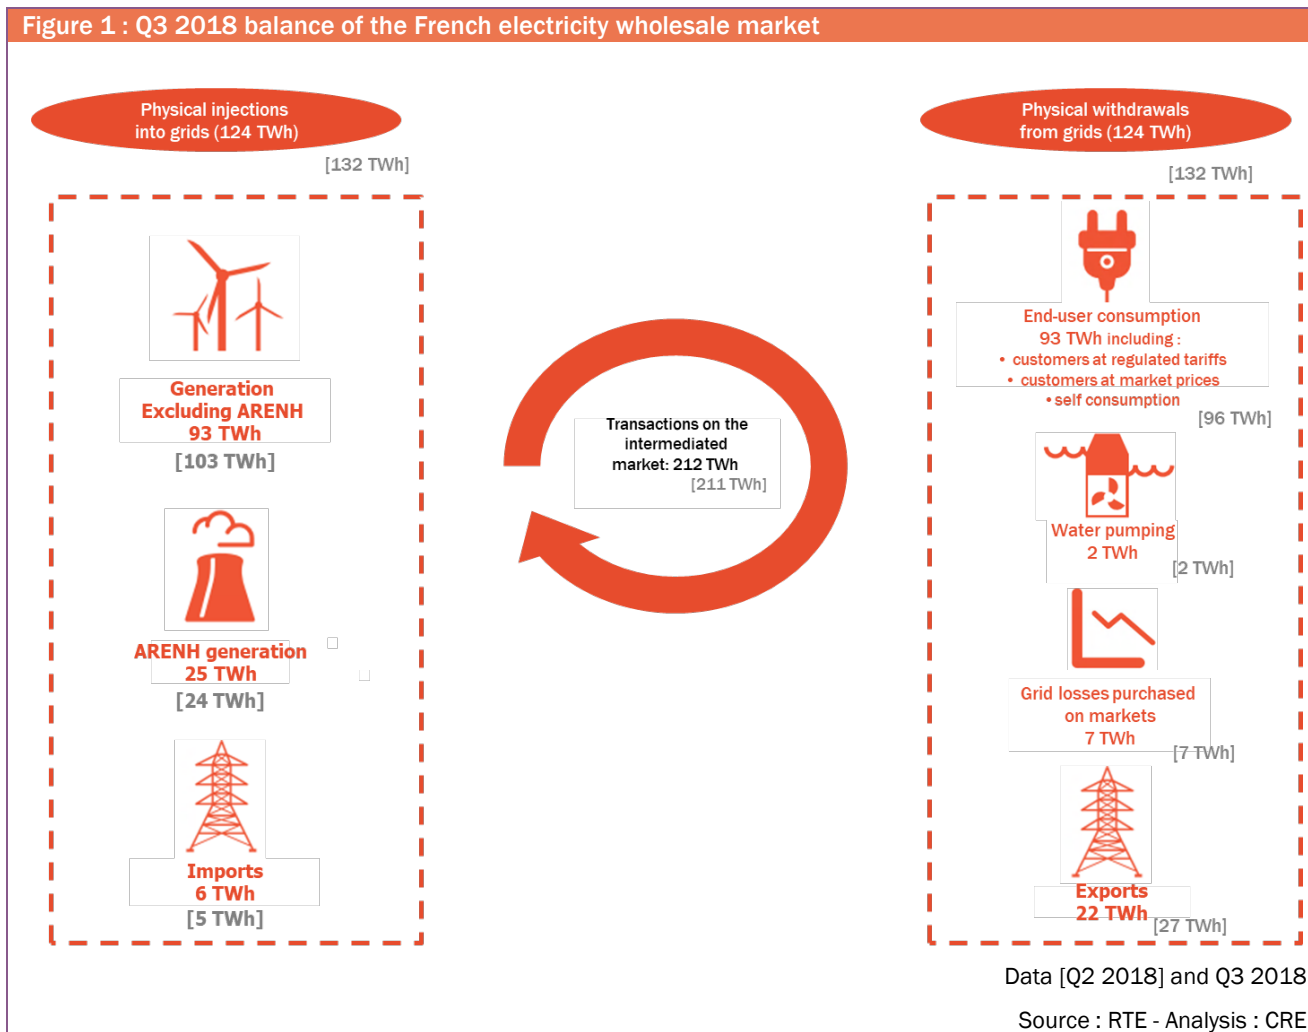 Figure 1 : Q3 2018 balance of the French electricity wholesale market
Physical injections
into grids (124 TWh)
[132 TWh]
Generation
Excluding ARENH
93 TWh
[103 TWh]
ARENH generation
25 TWh
[24 TWh]
Imports
6 TWh
[5 TWh]
Transactions on the
intermediated
market: 212 TWh
[211 TWh]
Physical withdrawals
from grids (124 TWh)
[132 TWh]
End-user consumption
93 TWh including :
• customers at regulated tariffs
• customers at market prices
• self consumption
[96 TWh]
Water pumping
2 TWh
[2 TWh]
Grid losses purchased
on markets
7 TWh
[7 TWh]
Exports
22 TWh
[27 TWh]
Data [Q2 2018] and Q3 2018
Source : RTE - Analysis : CRE